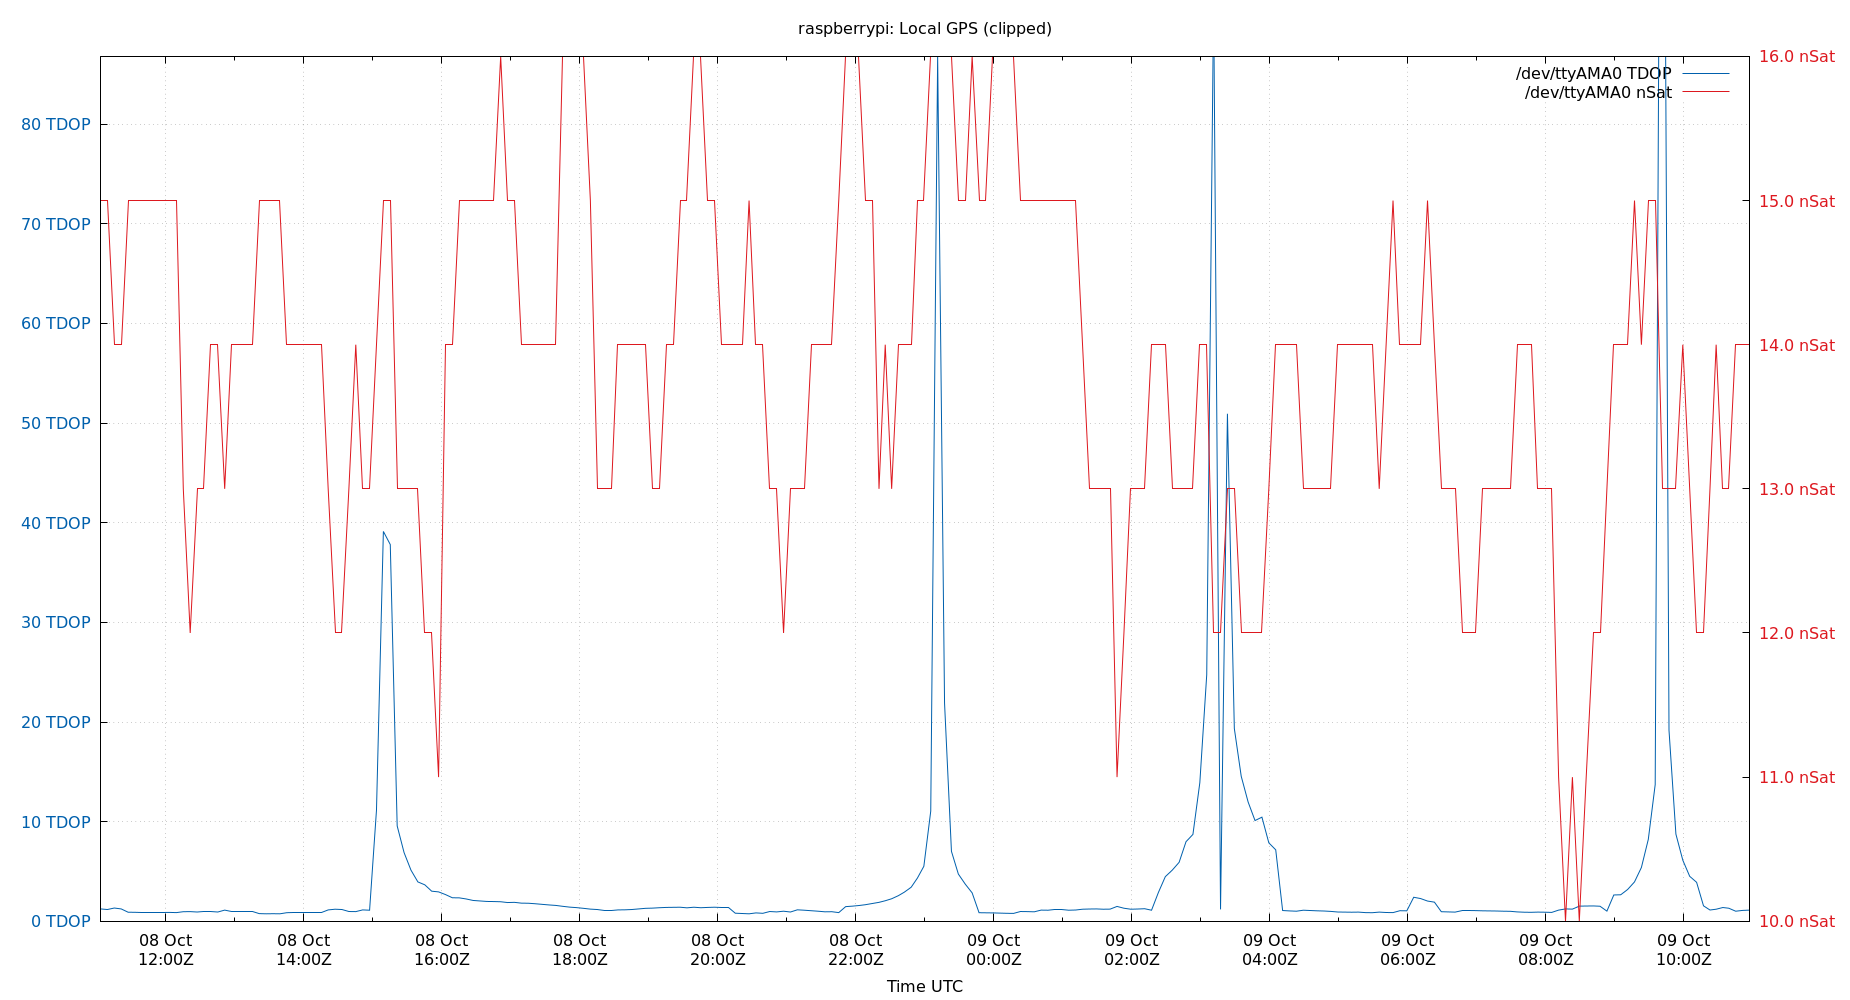 raspberrypi: Local GPS (clipped)
16.0 nSat
/dev/ttyAMA0 TDOP
/dev/ttyAMA0 nSat
80 TDOP
15.0 nSat
70 TDOP
60 TDOP
14.0 nSat
50 TDOP
13.0 nSat
40 TDOP
30 TDOP
12.0 nSat
20 TDOP
11.0 nSat
10 TDOP
0 TDOP
10.0 nSat
08 Oct 08 Oct 08 Oct 08 Oct 08 Oct 08 Oct 09 Oct 09 Oct 09 Oct 09 Oct 09 Oct 09 Oct
12:00Z 14:00Z 16:00Z 18:00Z 20:00Z 22:00Z 00:00Z 02:00Z 04:00Z 06:00Z 08:00Z 10:00Z
Time UTC